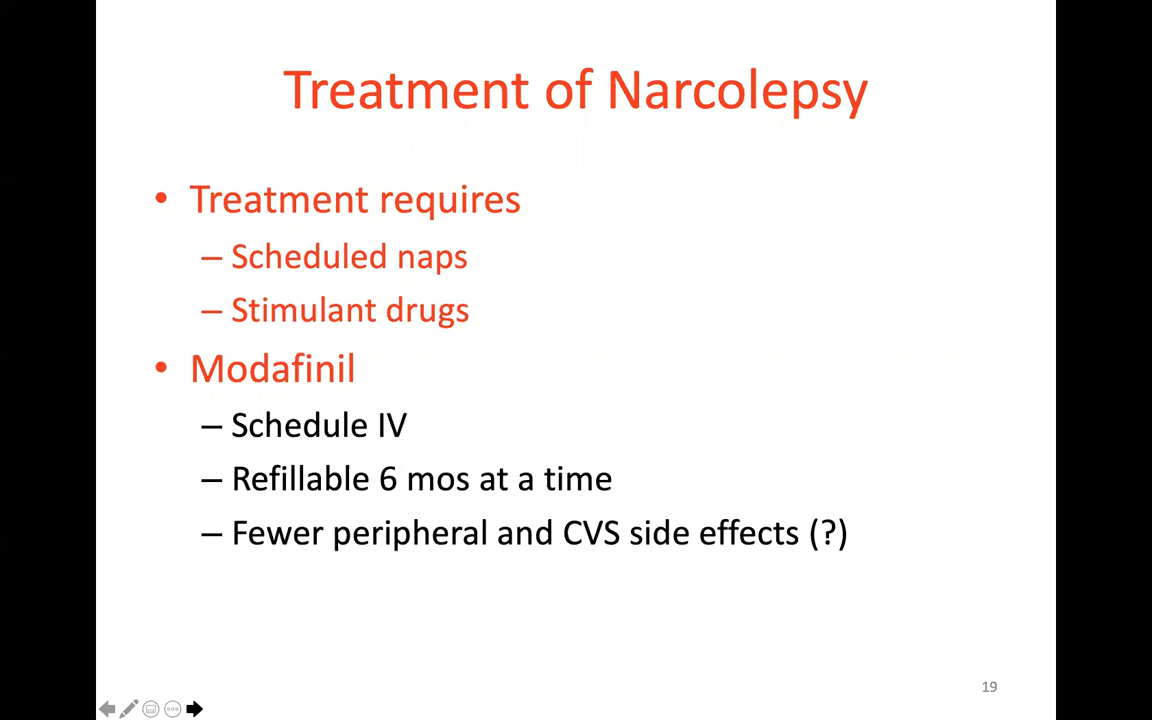 Treatment of Narcolepsy
• Treatment requires
– Scheduled naps
– Stimulant drugs
• Modafinil
– Schedule IV
– Refillable 6 mos at a time
– Fewer peripheral and CVS side effects (?)
19